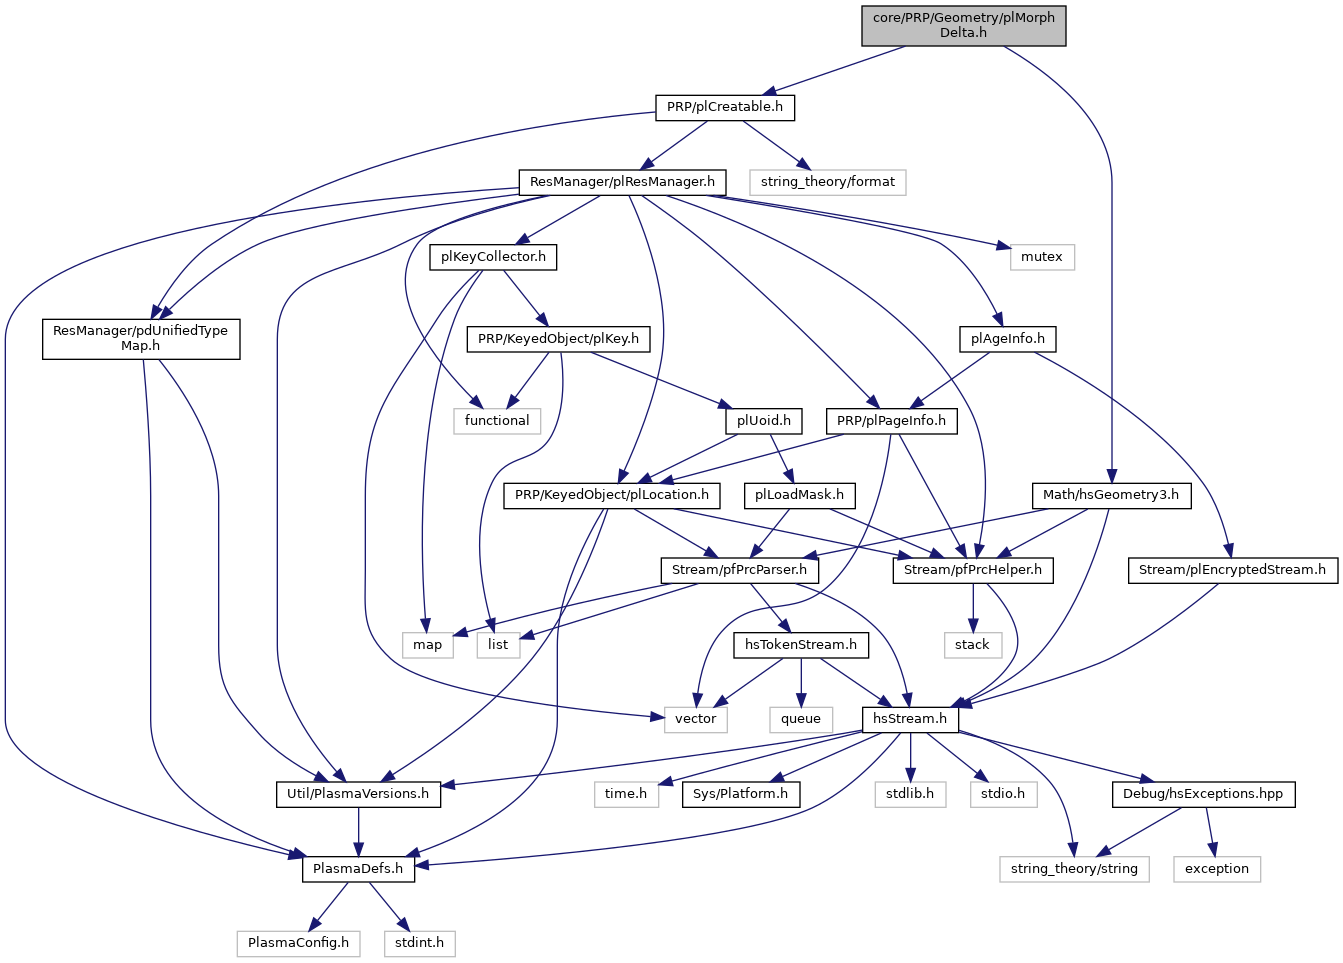 core/PRP/Geometry/plMorph
Delta.h
PRP/plCreatable.h
ResManager/plResManager.h
string_theory/format
plKeyCollector.h
mutex
ResManager/pdUnifiedType
Map.h
PRP/KeyedObject/plKey.h
plAgeInfo.h
functional
plUoid.h
PRP/plPageInfo.h
PRP/KeyedObject/plLocation.h
plLoadMask.h
Math/hsGeometry3.h
Stream/pfPrcParser.h
Stream/pfPrcHelper.h
Stream/plEncryptedStream.h
map
list
hsTokenStream.h
stack
vector
queue
hsStream.h
Util/PlasmaVersions.h
time.h
Sys/Platform.h
stdlib.h
stdio.h
Debug/hsExceptions.hpp
PlasmaDefs.h
string_theory/string
exception
PlasmaConfig.h
stdint.h